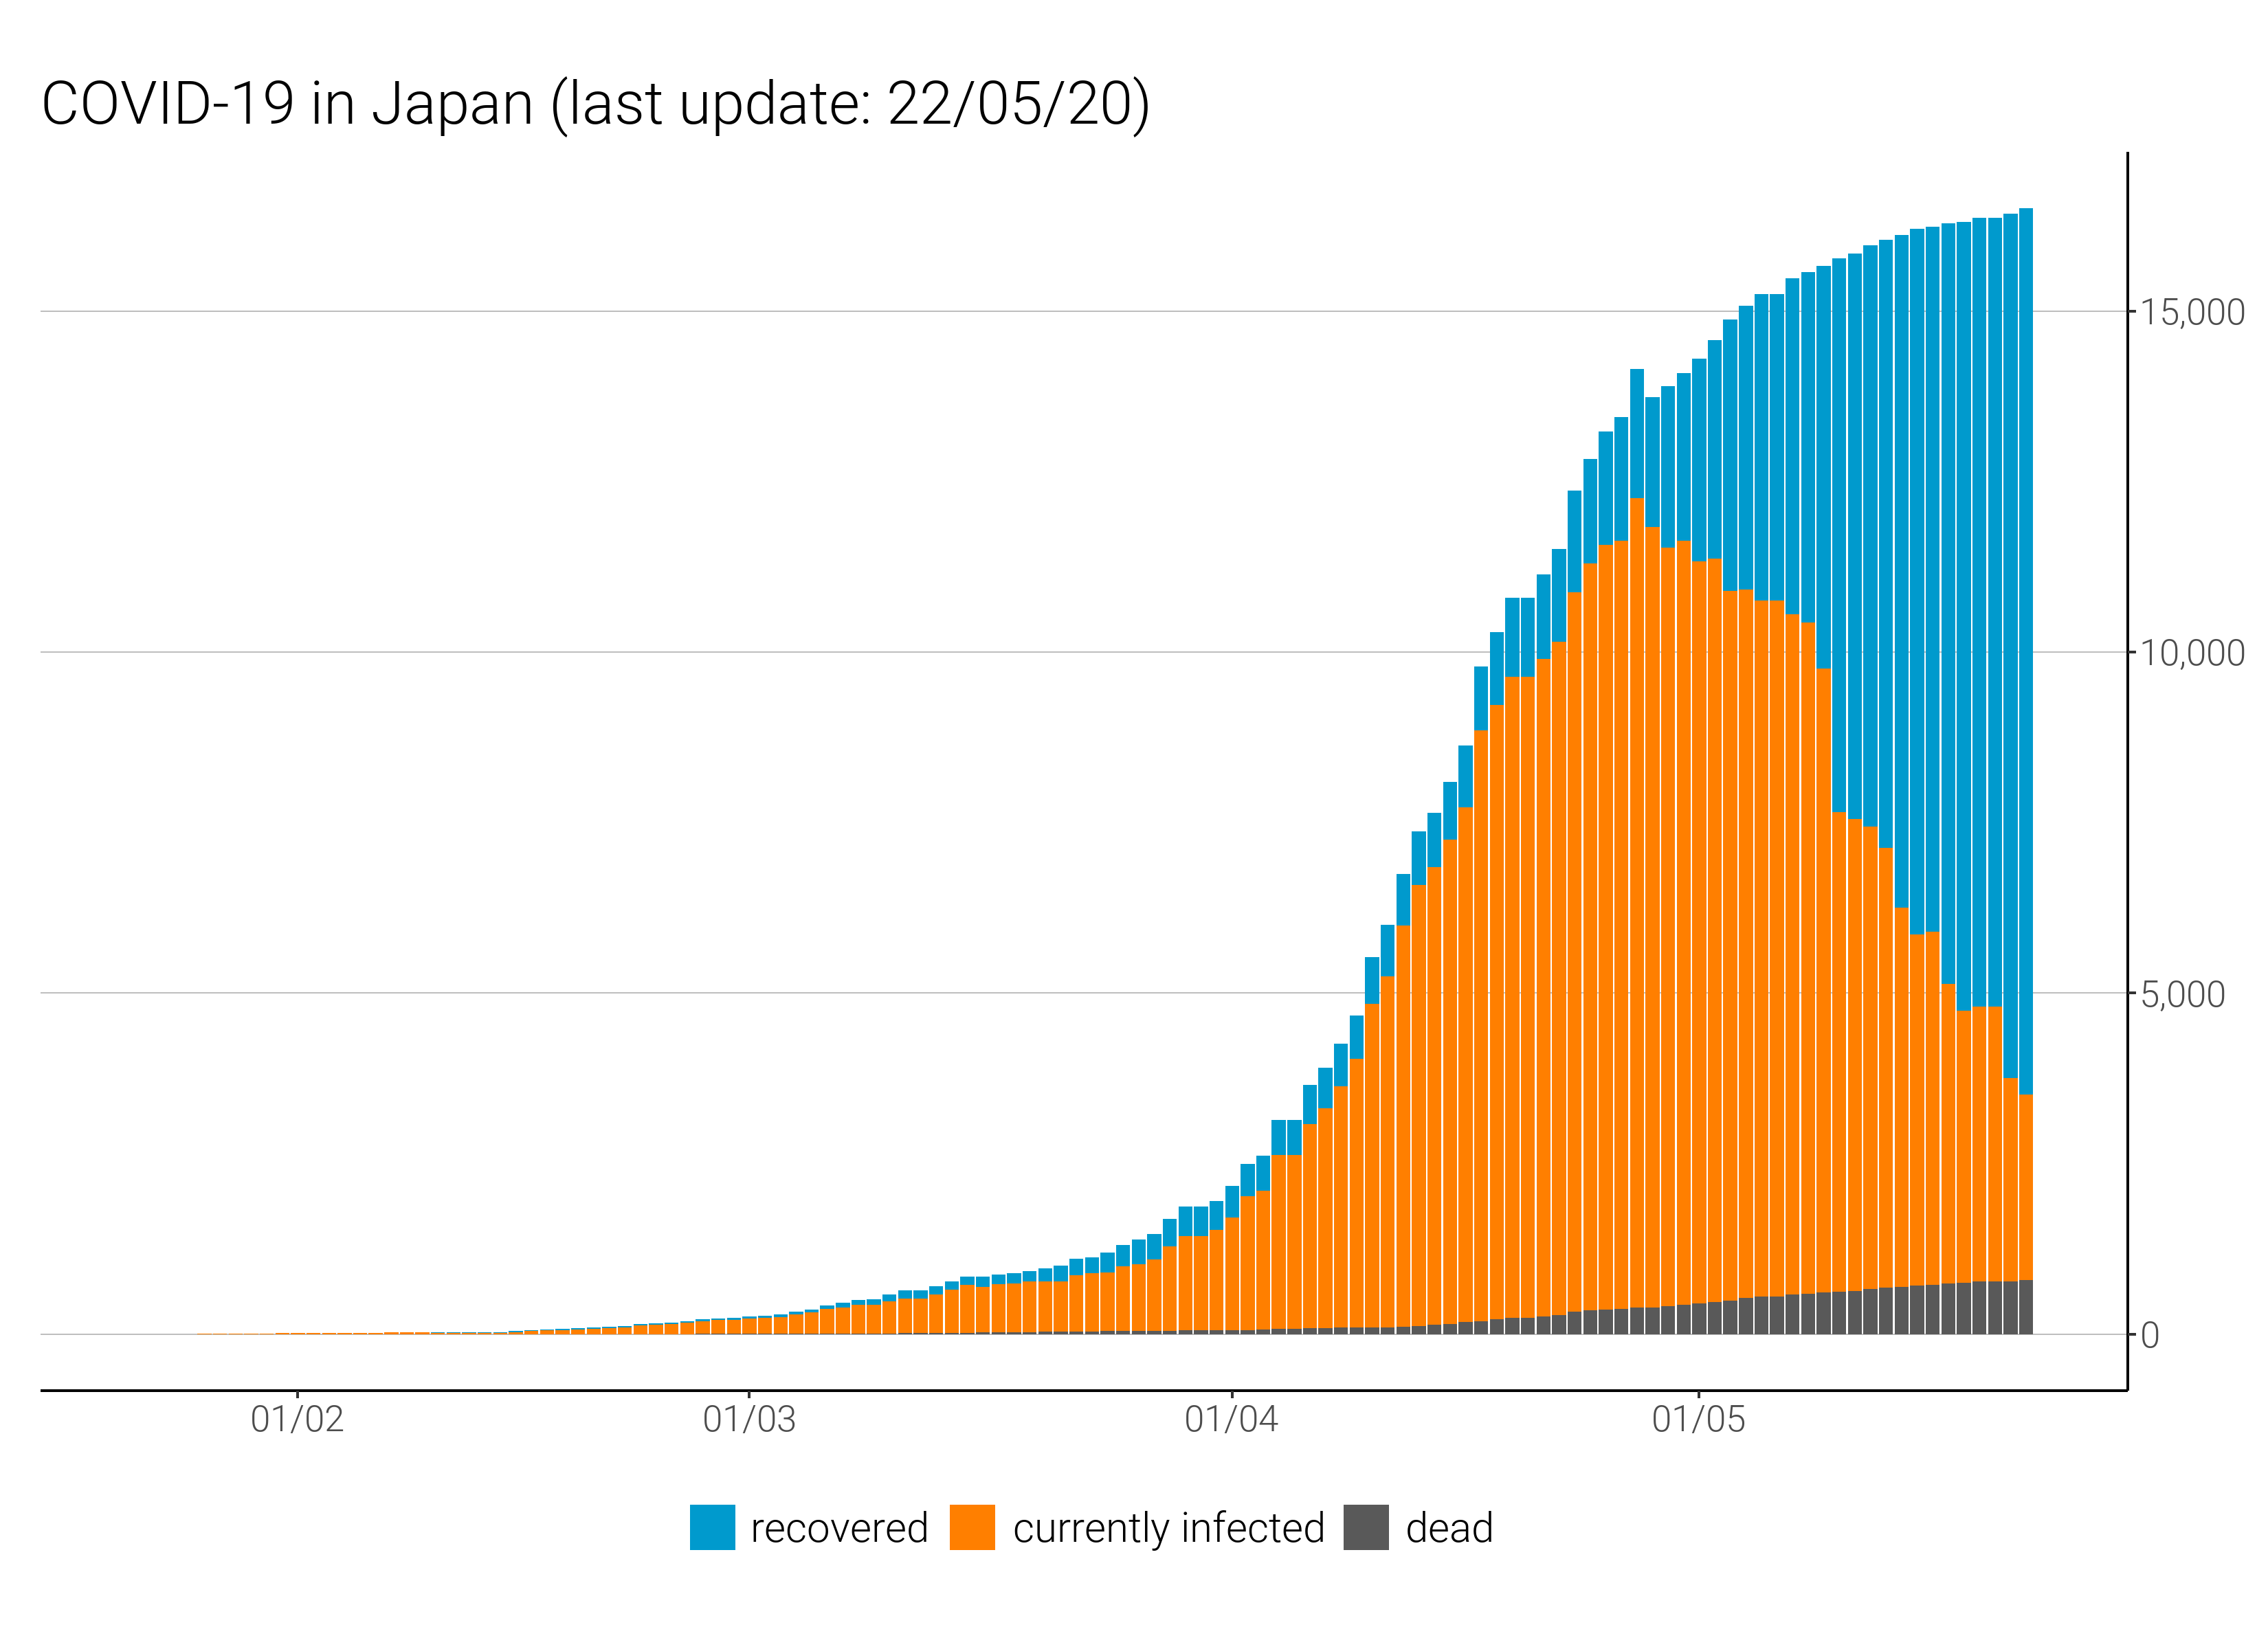 COVID-19 in Japan (last update: 22/05/20)
15,000
10,000
5,000
0
01/02 01/03 01/04 01/05
recovered currently infected dead